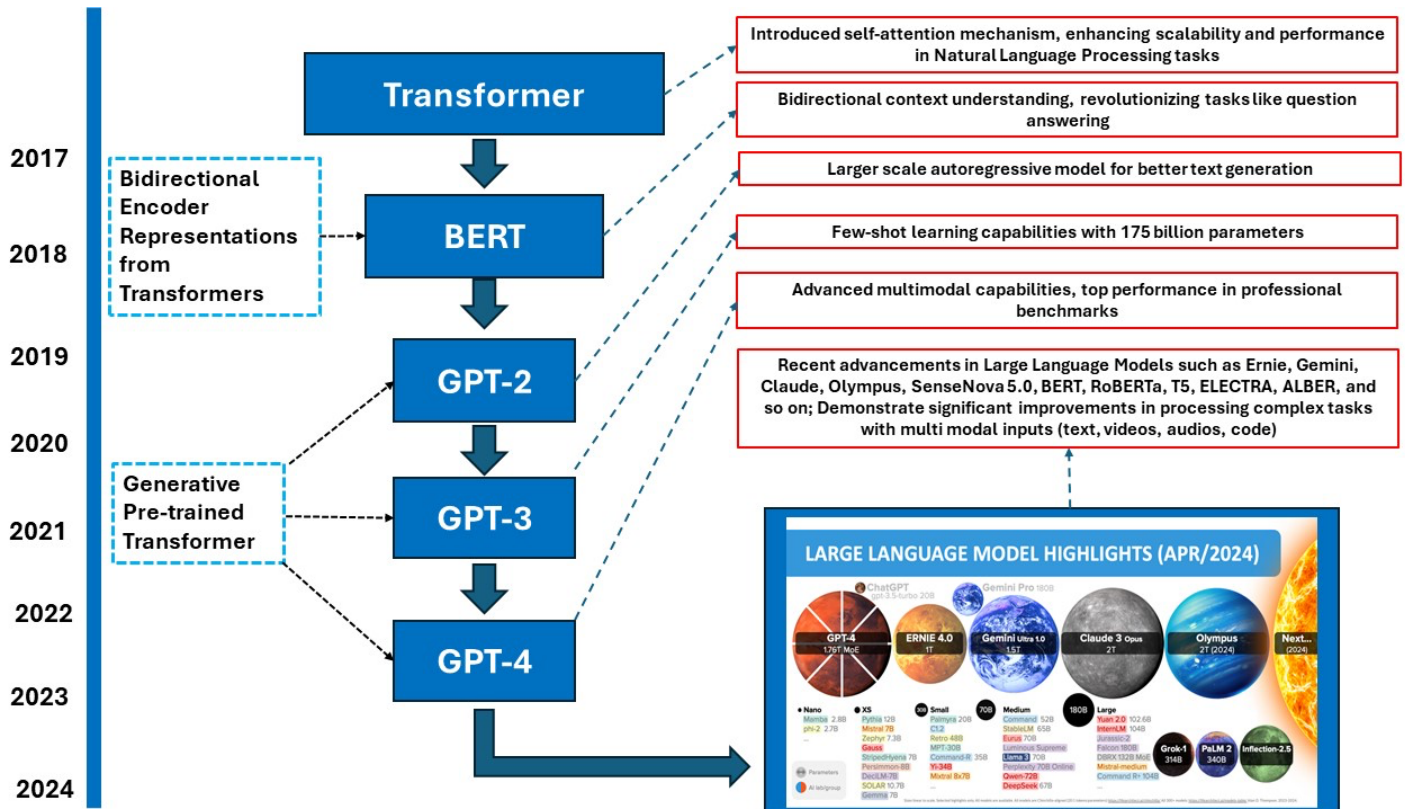 2017
2018
2019
2020
2021
2022
2023
2024
Transformer
BERT
GPT-2
GPT-3
GPT-4
Bidirectional
Encoder
Representations
from
Transformers
Generative
Pre-trained
Transformer
Introduced self-attention mechanism, enhancing scalability and performance
in Natural Language Processing tasks
Bidirectional context understanding, revolutionizing tasks like question
answering
Larger scale autoregressive model for better text generation
Few-shot learning capabilities with 175 billion parameters
Advanced multimodal capabilities, top performance in professional
benchmarks
Recent advancements in Large Language Models such as Ernie, Gemini,
Claude, Olympus, SenseNova 5.0, BERT, RoBERTa, T5, ELECTRA, ALBER, and
so on; Demonstrate significant improvements in processing complex tasks
with multi modal inputs (text, videos, audios, code)
LARGE LANGUAGE MODEL HIGHLIGHTS (APR/2024)
ChatGPT
gpt-3.5-turbo 20B
Gemini Pro 180B
GPT-4
1.76T MoE
ERNIE 4.0
1T
Gemini Ultra 1.0
1.5T
Claude 3 Opus
2T
Olympus
2T (2024)
Next...
(2024)
Nano
Mamba 2.8B
phi-2 2.7B
...
XS
Pythia 12B
Mistral 7B
Zephyr 7.3B
Gauss
StripedHyena 7B
Persimmon-8B
DeciLM-7B
SOLAR 10.7B
Gemma 7B
Small
Palmyra 20B
C1.2
Retro 48B
MPT-30B
Command-R 35B
Yi-34B
Mixtral 8x7B
70B
Medium
Command 52B
StableLM 65B
Eurus 70B
Luminous Supreme
Llama 3 70B
Perplexity 70B Online
Qwen-72B
DeepSeek 67B
180B
Large
Yuan 2.0 102.6B
InternLM 104B
Jurassic-2
Falcon 180B
DBRX 132B MoE
Mistral-medium
Command R+ 104B
Grok-1
314B
PaLM 2
340B
Inflection-2.5
Parameters
AI lab/group